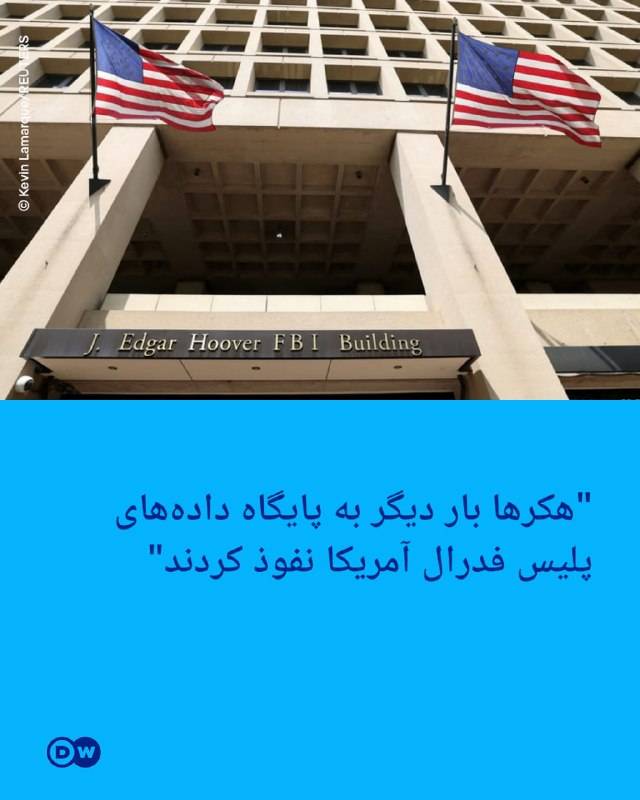 © Kevin Lamarque/REUTERS
J. Edgar Hoover FBI Building
"هکرها بار دیگر به پایگاه داده‌های
پلیس فدرال آمریکا نفوذ کردند"
DW